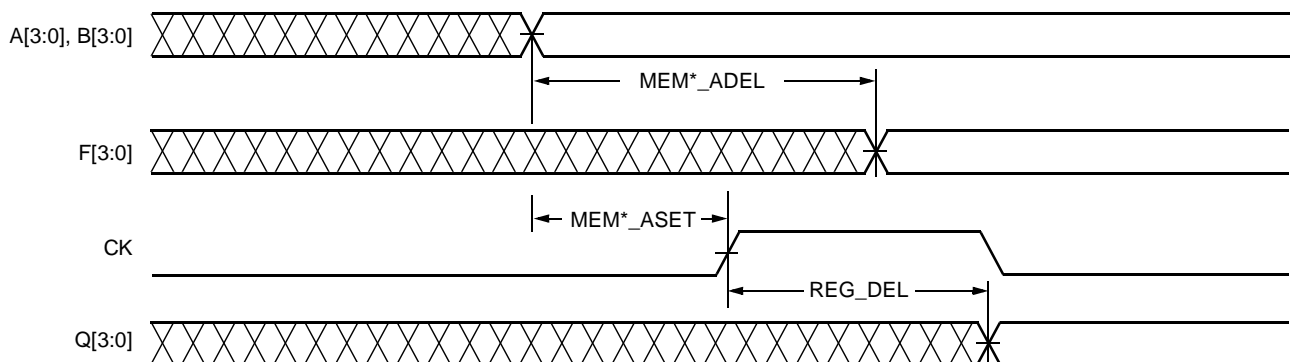 A[3:0], B[3:0]
MEM*_ADEL
F[3:0]
MEM*_ASET
CK
REG_DEL
Q[3:0]